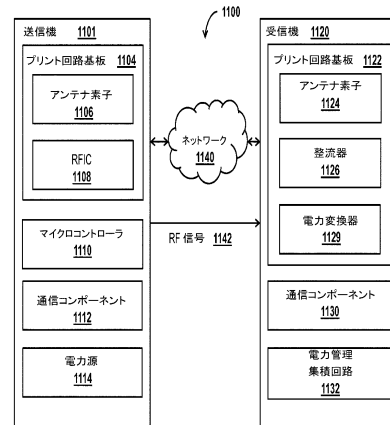 1100
送信機 1101
プリント回路基板 1104
アンテナ素子
1106
RFIC
1108
マイクロコントローラ
1110
通信コンポーネント
1112
電力源
1114
ネットワーク
1140
RF 信号 1142
受信機 1120
プリント回路基板 1122
アンテナ素子
1124
整流器
1126
電力変換器
1129
通信コンポーネント
1130
電力管理
集積回路
1132